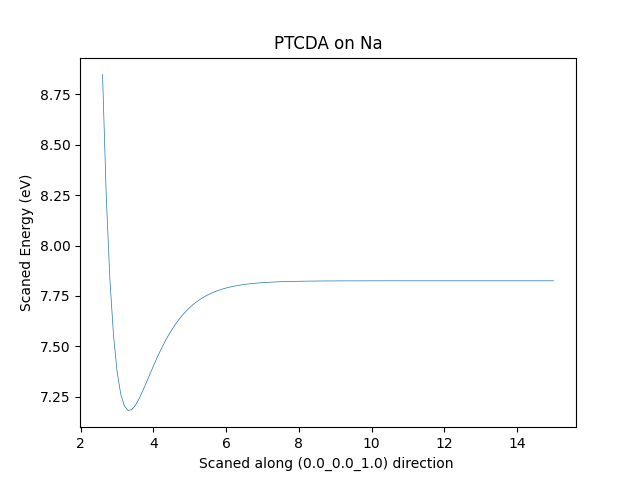 PTCDA on Na
Scaned Energy (eV)
8.75
8.50
8.25
8.00
7.75
7.50
7.25
2 4 6 8 10 12 14
Scaned along (0.0_0.0_1.0) direction